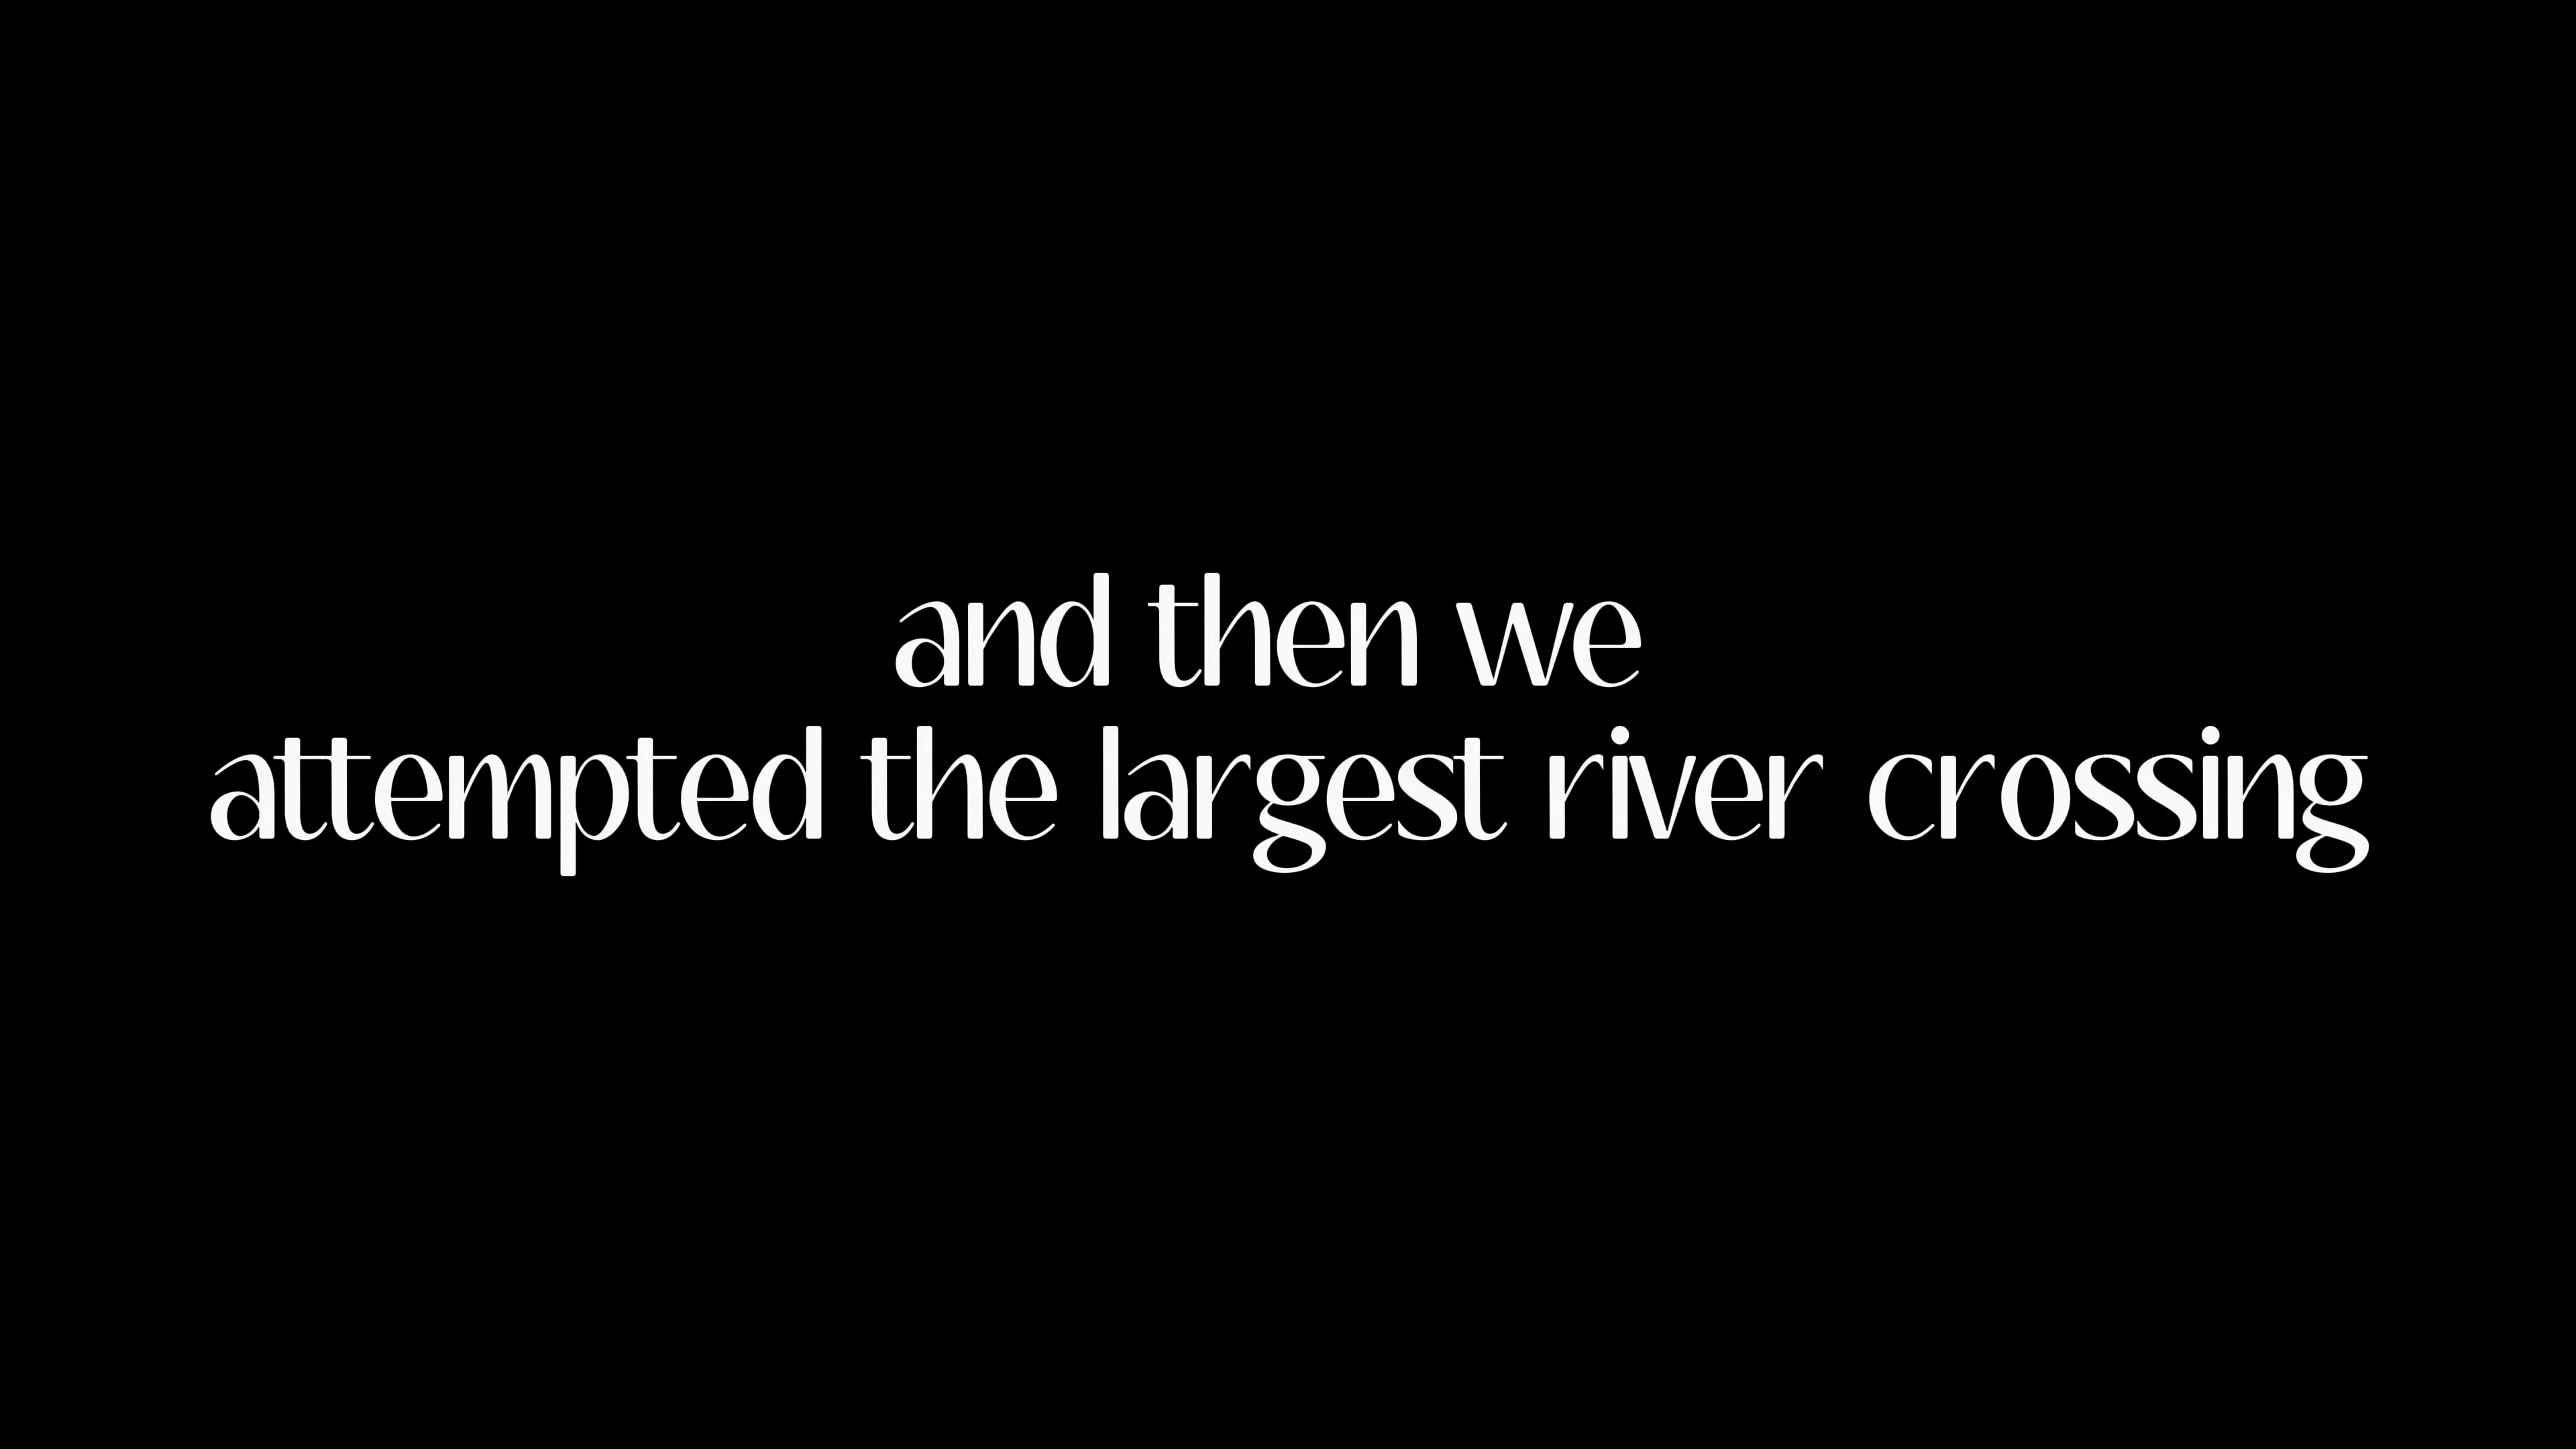 and then we
attempted the largest river crossing